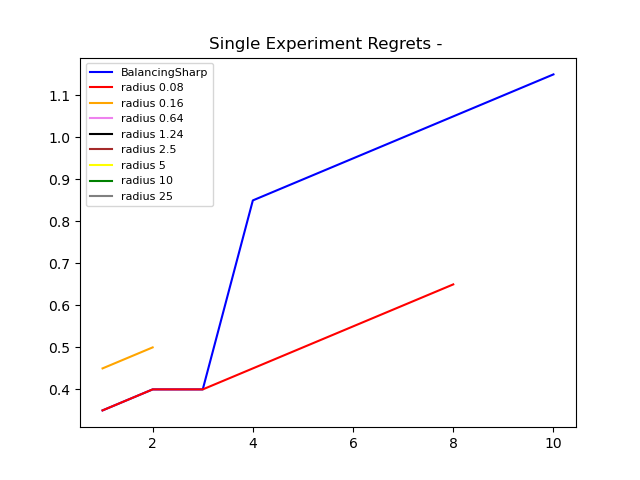 Single Experiment Regrets -
BalancingSharp
radius 0.08
radius 0.16
radius 0.64
radius 1.24
radius 2.5
radius 5
radius 10
radius 25
1.1
1.0
0.9
0.8
0.7
0.6
0.5
0.4
2 4 6 8 10